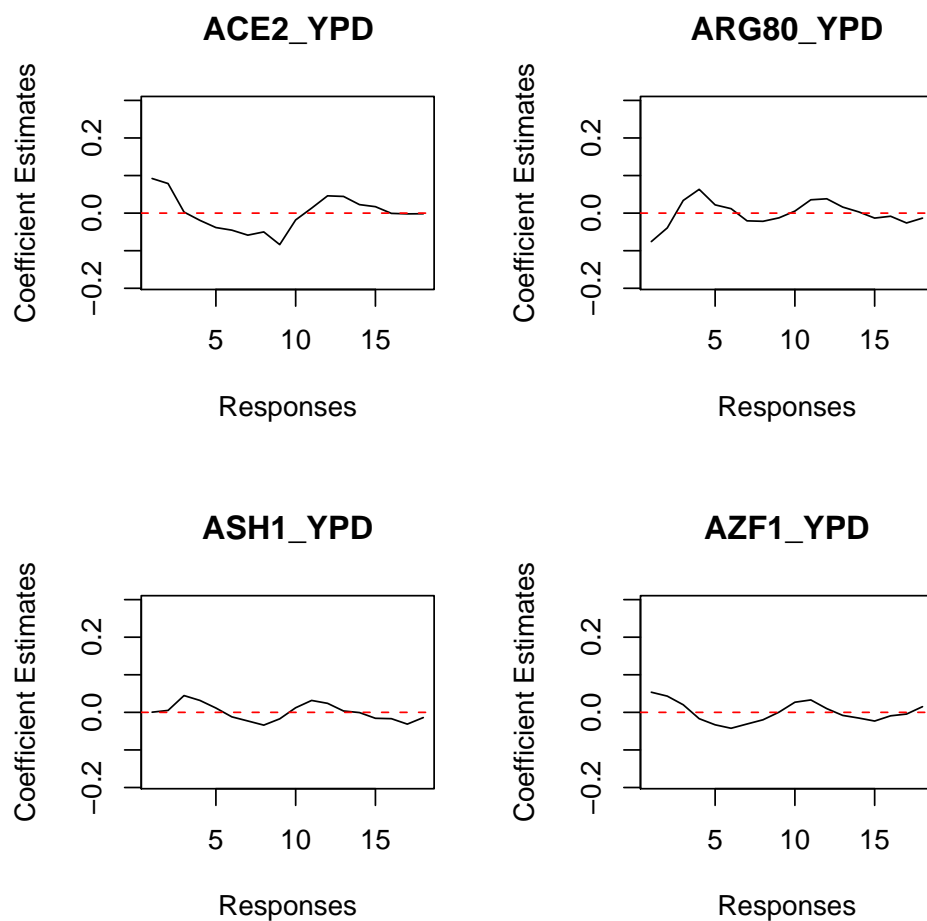 ACE2_YPD
Coefficient Estimates
0.2
0.0
−0.2
5 10 15
Responses
ARG80_YPD
Coefficient Estimates
0.2
0.0
−0.2
5 10 15
Responses
ASH1_YPD
Coefficient Estimates
0.2
0.0
−0.2
5 10 15
Responses
AZF1_YPD
Coefficient Estimates
0.2
0.0
−0.2
5 10 15
Responses